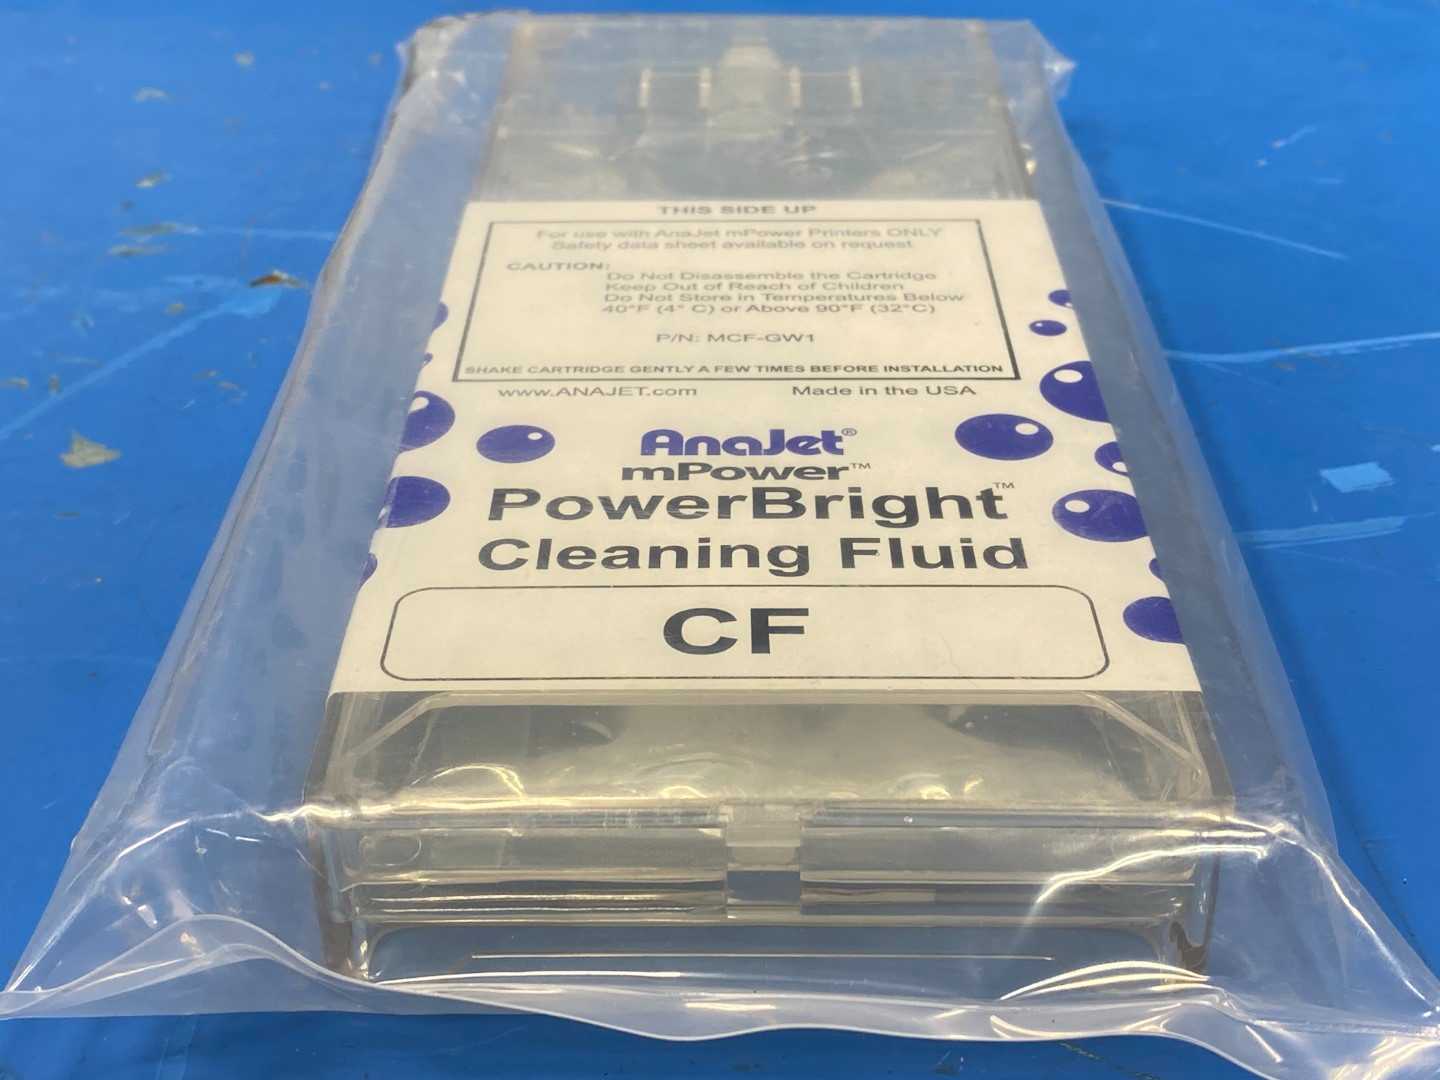 THIS SIDE UP
For use with AnaJet mPower Printers ONLY
Safety data sheet available on request
CAUTION:
Do Not Disassemble the Cartridge
Keep Out of Reach of Children
Do Not Store in Temperatures Below
40°F (4° C) or Above 90°F (32°C)
P/N: MCF-GW1
SHAKE CARTRIDGE GENTLY A FEW TIMES BEFORE INSTALLATION
www.ANAJET.com Made in the USA
AnaJet®
mPower™
PowerBright™
Cleaning Fluid
CF